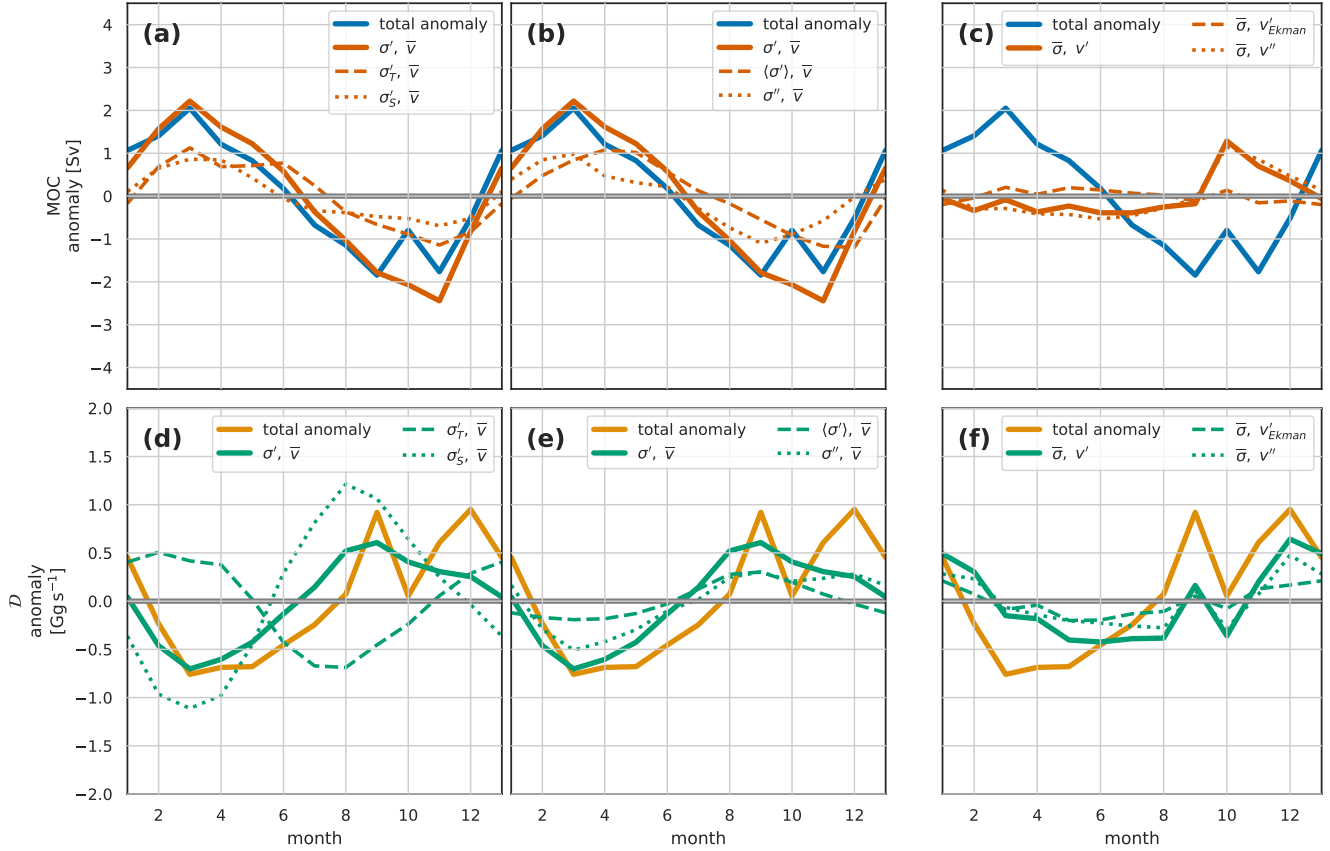 (a)
total anomaly
σ′, v̅
σ′_T, v̅
σ′_S, v̅
(b)
total anomaly
σ′, v̅
⟨σ′⟩, v̅
σ″, v̅
(c)
total anomaly
σ̅, v′
σ̅, v′_Ekman
σ̅, v″
4
3
2
1
0
−1
−2
−3
−4
MOC
anomaly [Sv]
(d)
total anomaly
σ′, v̅
σ′_T, v̅
σ′_S, v̅
(e)
total anomaly
σ′, v̅
⟨σ′⟩, v̅
σ″, v̅
(f)
total anomaly
σ̅, v′
σ̅, v′_Ekman
σ̅, v″
2.0
1.5
1.0
0.5
0.0
−0.5
−1.0
−1.5
−2.0
𝒟
anomaly
[Gg s⁻¹]
2 4 6 8 10 12
month
2 4 6 8 10 12
month
2 4 6 8 10 12
month